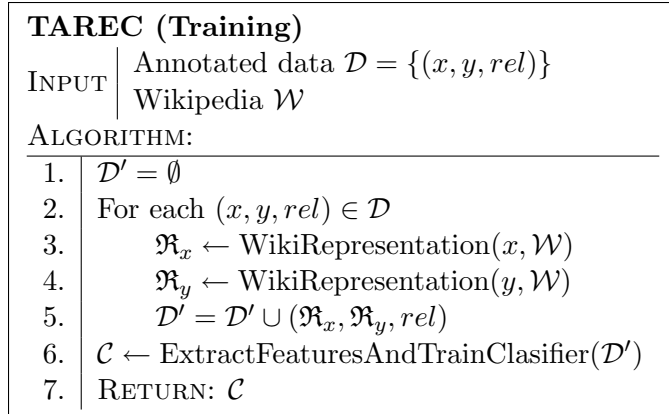 TAREC (Training)
INPUT Annotated data 𝒟 = {(x, y, rel)}
Wikipedia 𝒲
ALGORITHM:
1. 𝒟′ = ∅
2. For each (x, y, rel) ∈ 𝒟
3. ℜx ← WikiRepresentation(x, 𝒲)
4. ℜy ← WikiRepresentation(y, 𝒲)
5. 𝒟′ = 𝒟′ ∪ (ℜx, ℜy, rel)
6. 𝒞 ← ExtractFeaturesAndTrainClasifier(𝒟′)
7. RETURN: 𝒞